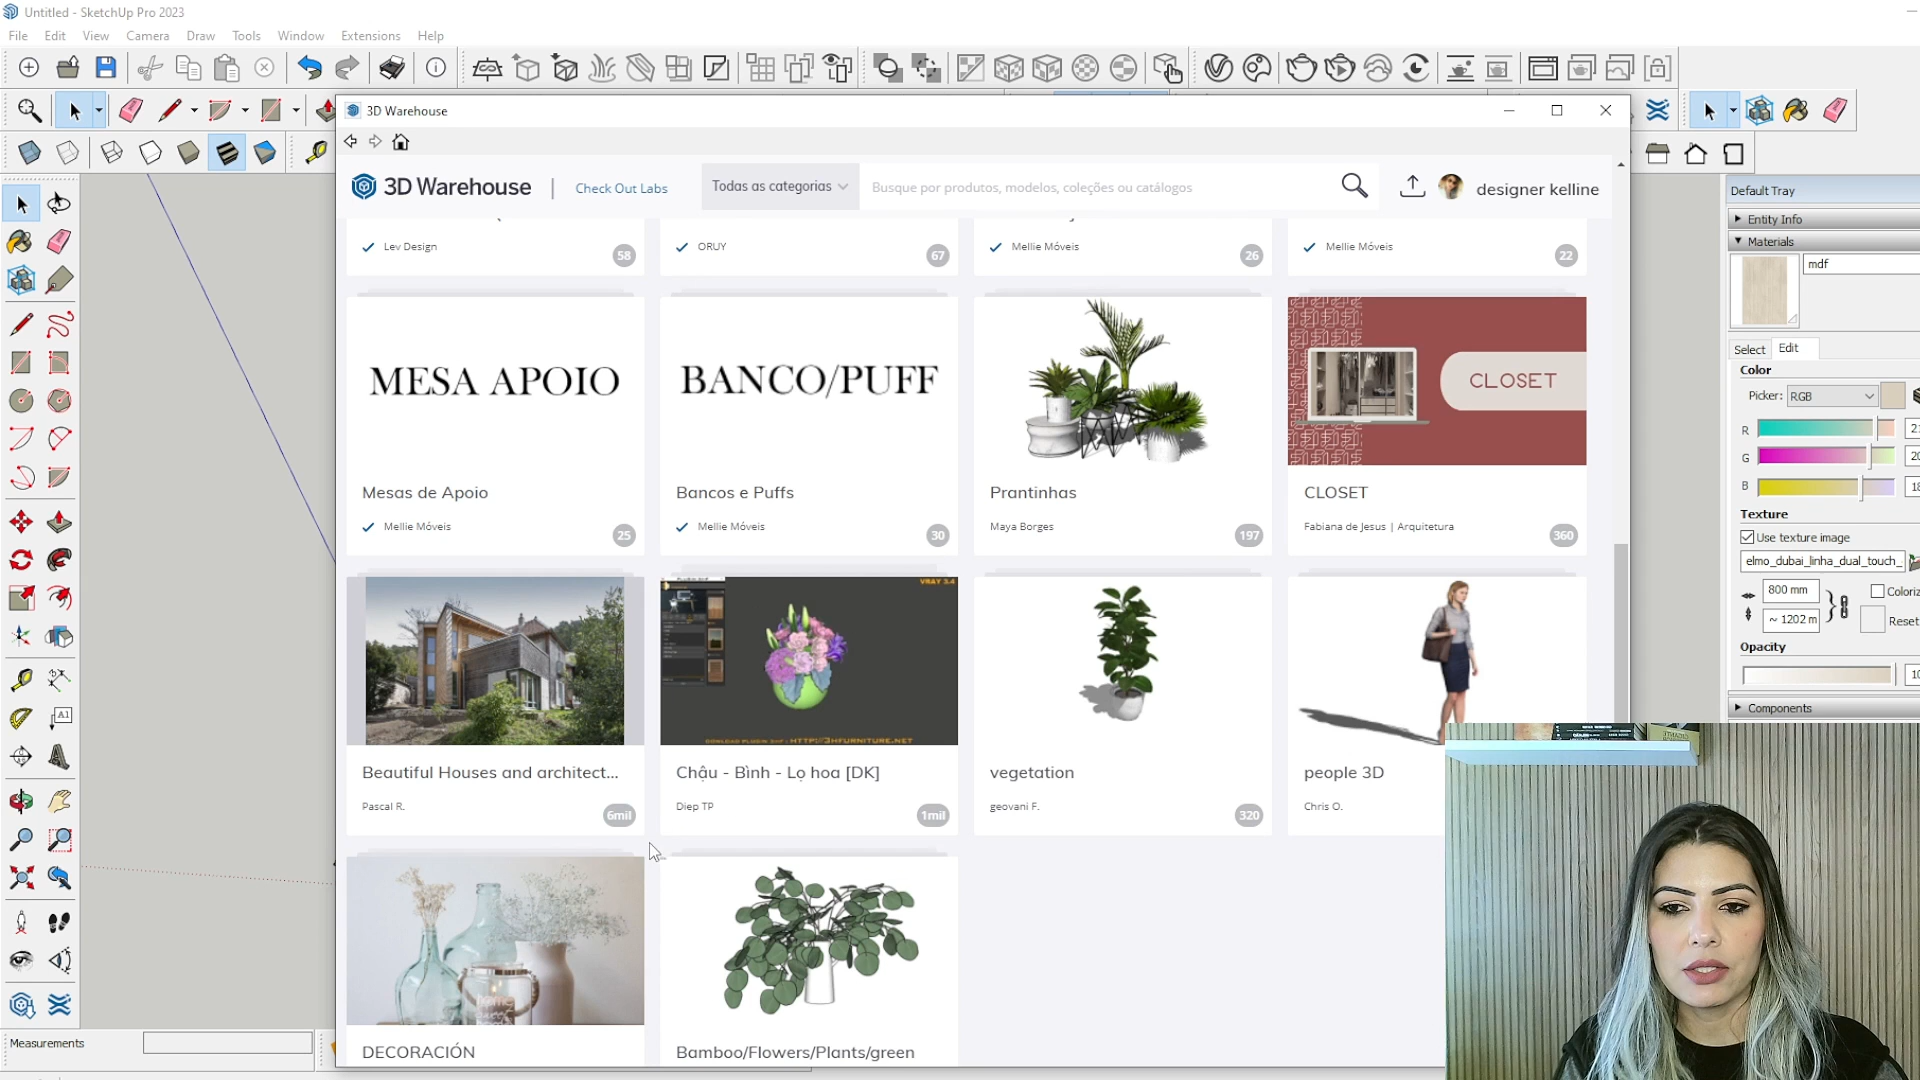 Untitled - SketchUp Pro 2023
File Edit View Camera Draw Tools Window Extensions Help
3D Warehouse
3D Warehouse | Check Out Labs Todas as categorias Busque por produtos, modelos, coleções ou catálogos designer kelline
Lev Design 58
ORUY 67
Mellie Móveis 26
Mellie Móveis 22
MESA APOIO
Mesas de Apoio
Mellie Móveis 25
BANCO/PUFF
Bancos e Puffs
Mellie Móveis 30
Prantinhas
Maya Borges 197
CLOSET
CLOSET
Fabiana de Jesus | Arquitetura 360
Beautiful Houses and architect...
Pascal R. 6mil
VRAY 3.4
Chậu - Bình - Lọ hoa [DK]
Diep TP 1mil
vegetation
geovani F. 320
people 3D
Chris O.
DECORACIÓN
Bamboo/Flowers/Plants/green
Default Tray
Entity Info
Materials
mdf
Select Edit
Color
Picker: RGB
R
G
B
Texture
Use texture image
elmo_dubai_linha_dual_touch_
800 mm
Coloriz
~ 1202 m
Reset
Opacity
Components
A1
Measurements